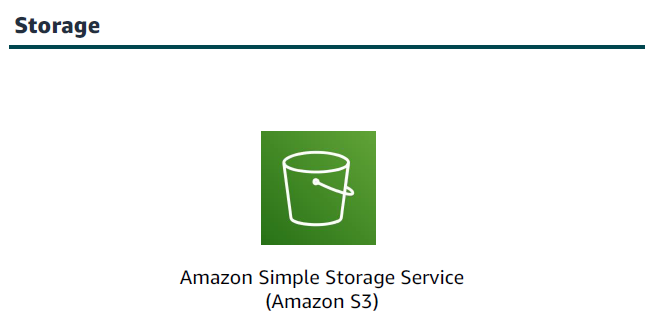 Storage
Amazon Simple Storage Service
(Amazon S3)